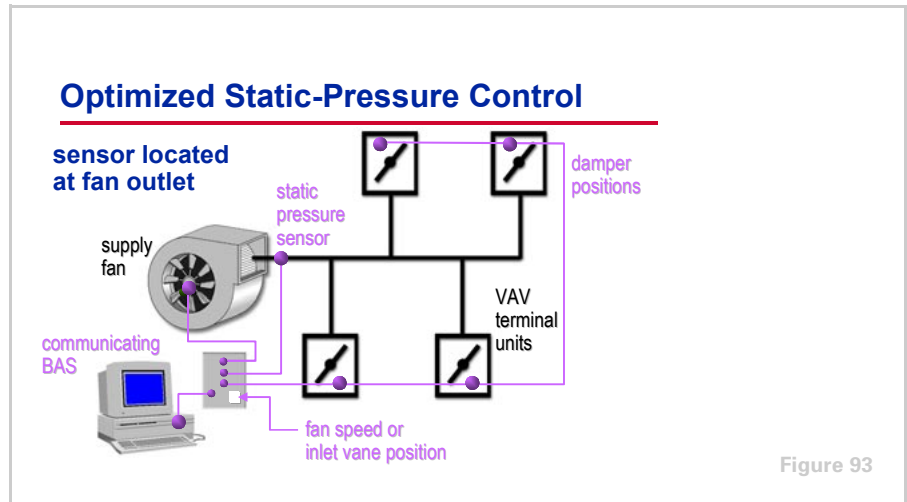 Optimized Static-Pressure Control
sensor located
at fan outlet
static
pressure
sensor
damper
positions
supply
fan
VAV
terminal
units
communicating
BAS
fan speed or
inlet vane position
Figure 93